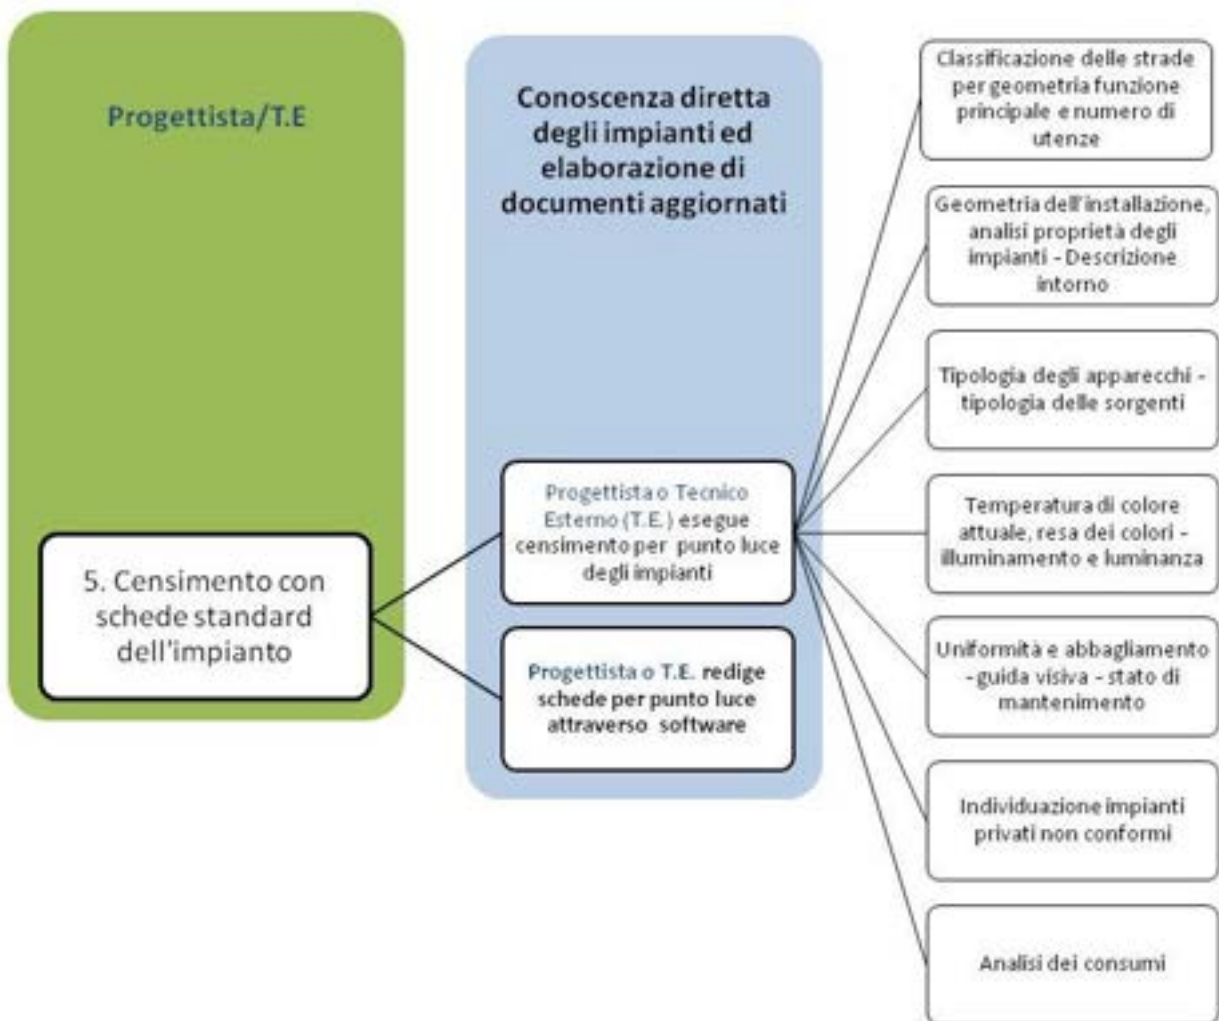 Progettista/T.E
5. Censimento con
schede standard
dell'impianto
Conoscenza diretta
degli impianti ed
elaborazione di
documenti aggiornati
Progettista o Tecnico
Esterno (T.E.) esegue
censimento per punto luce
degli impianti
Progettista o T.E. redige
schede per punto luce
attraverso software
Classificazione delle strade
per geometria funzione
principale e numero di
utenze
Geometria dell'installazione,
analisi proprietà degli
impianti - Descrizione
intorno
Tipologia degli apparecchi -
tipologia delle sorgenti
Temperatura di colore
attuale, resa dei colori -
illuminamento e luminanza
Uniformità e abbagliamento
- guida visiva - stato di
mantenimento
Individuazione impianti
privati non conformi
Analisi dei consumi